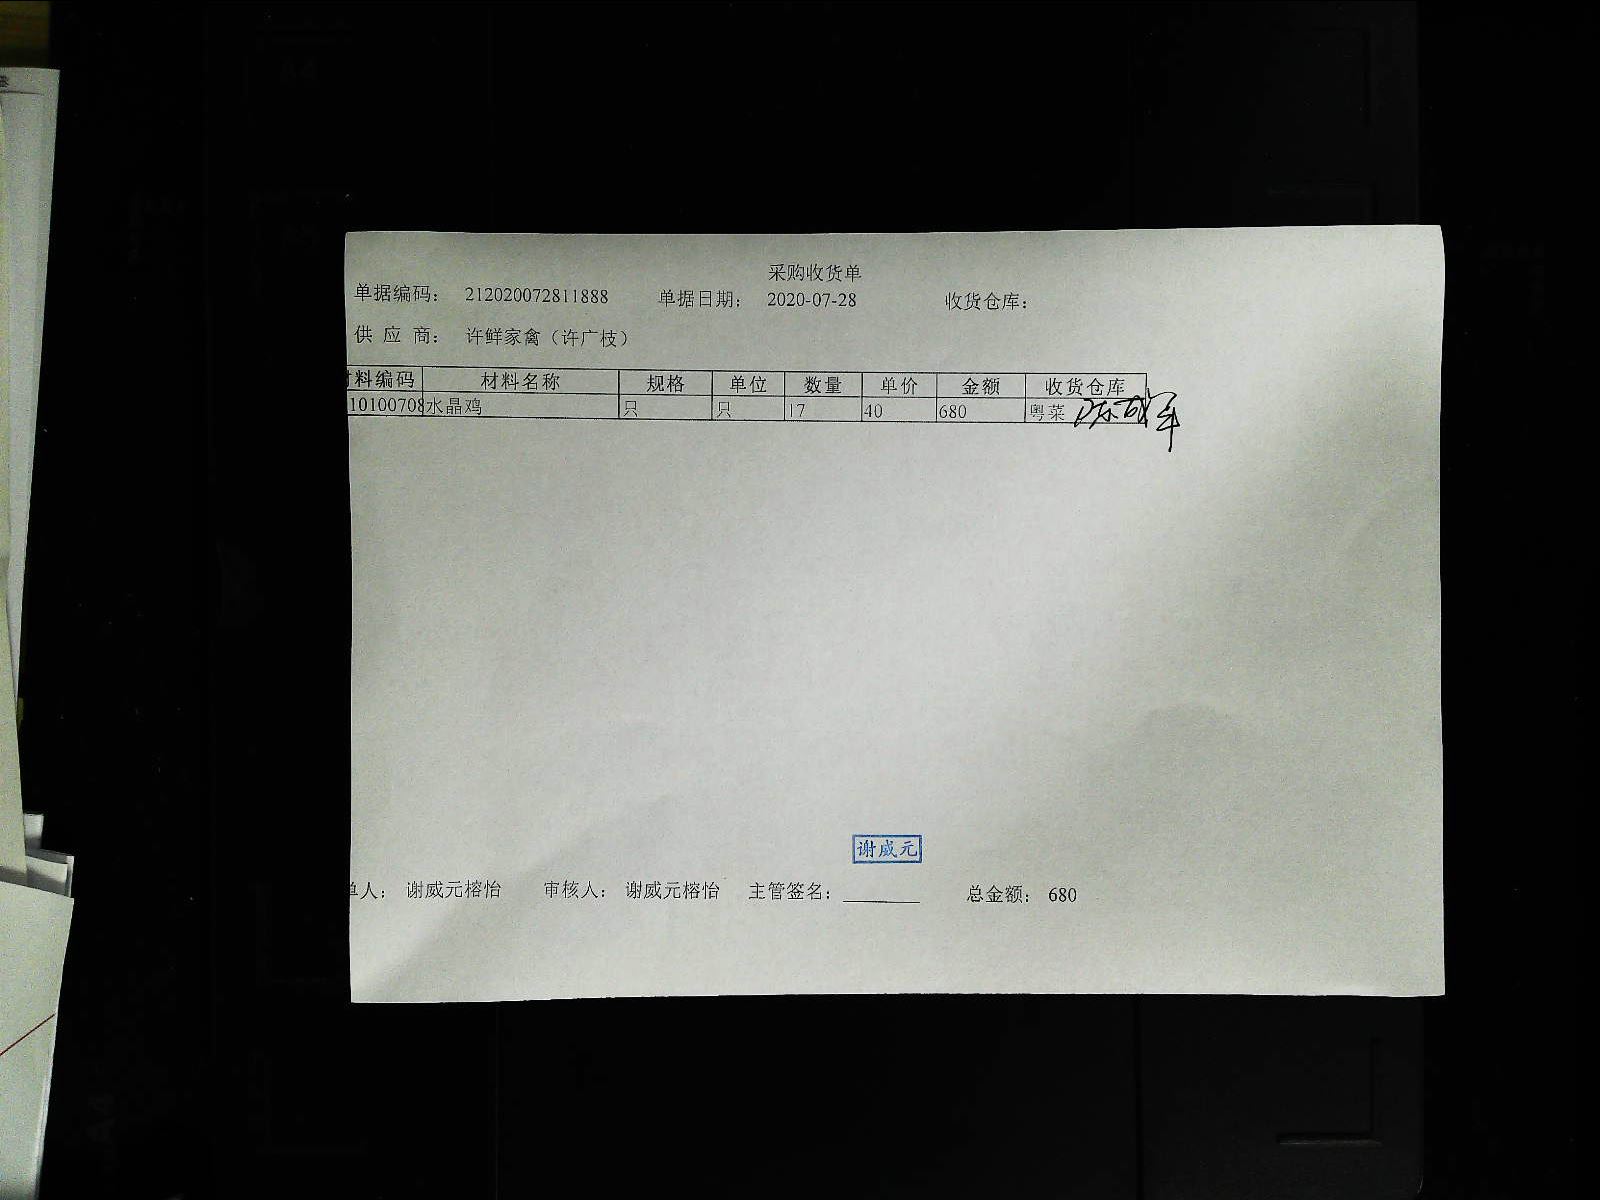 采购收货单
单据编码： 212020072811888 单据日期： 2020-07-28 收货仓库：
供应商： 许鲜家禽（许广枝）
材料编码 材料名称 规格 单位 数量 单价 金额 收货仓库
10100708 水晶鸡 只 只 17 40 680 粤菜
谢威元
单人： 谢威元榕怡 审核人： 谢威元榕怡 主管签名： 总金额： 680